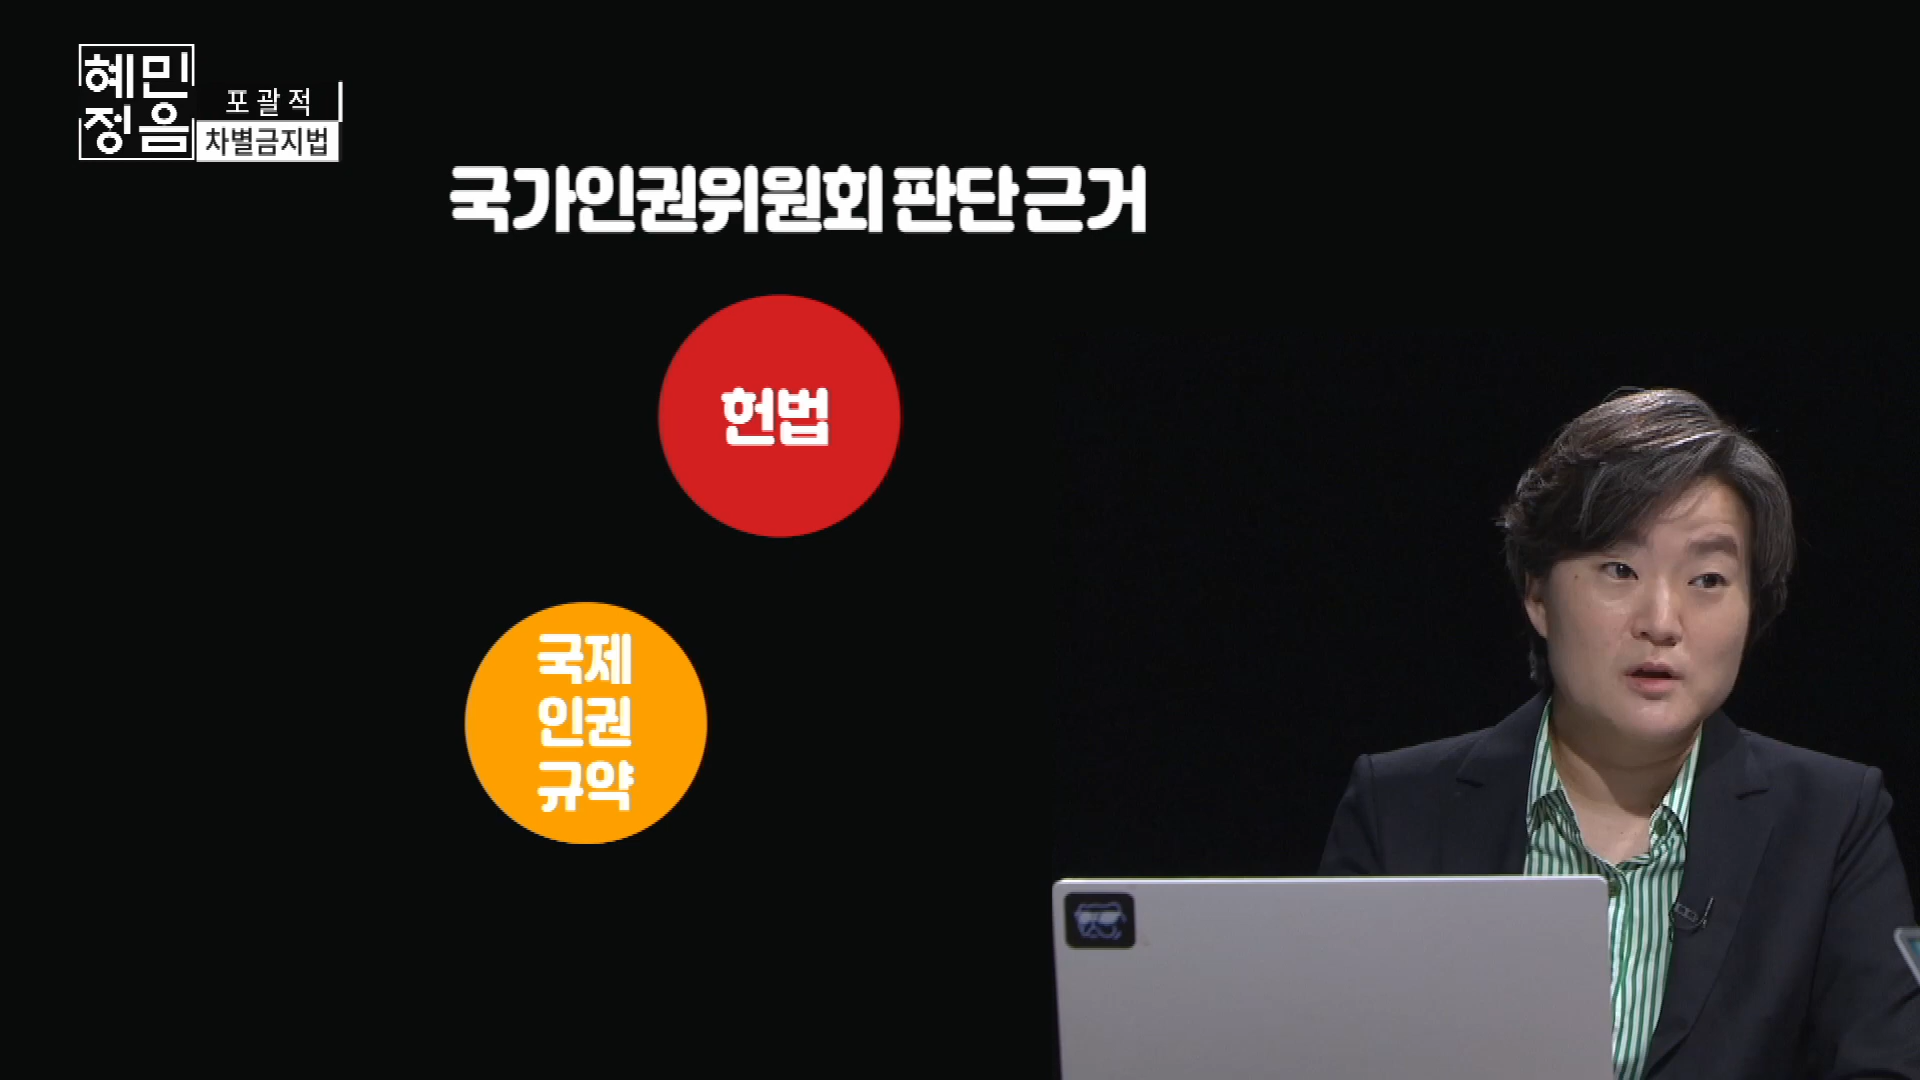 혜민
정음
포괄적
차별금지법
국가인권위원회 판단 근거
헌법
국제
인권
규약